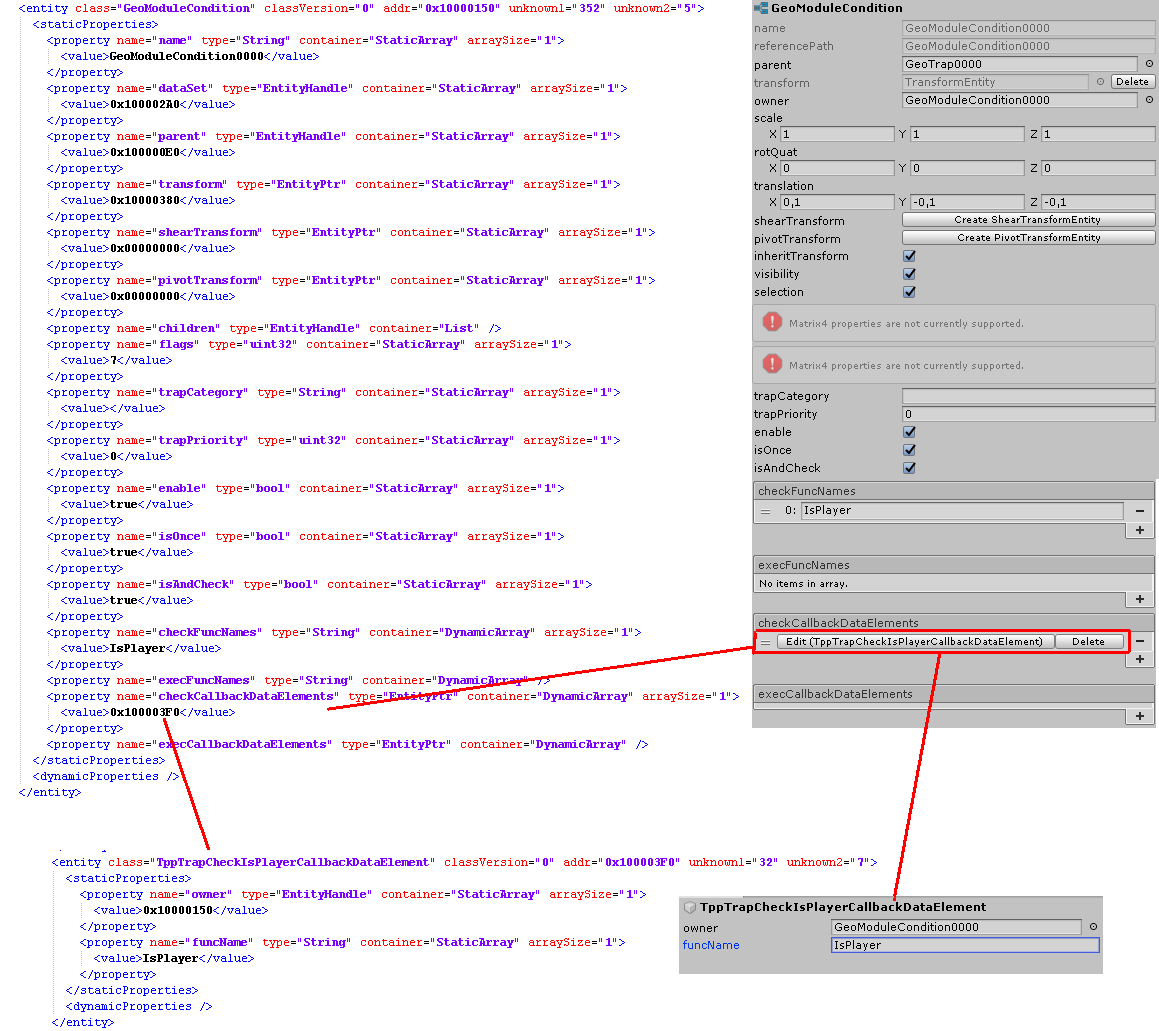 <entity class="GeoModuleCondition" classVersion="0" addr="0x10000150" unknown1="352" unknown2="5">
<staticProperties>
<property name="name" type="String" container="StaticArray" arraySize="1">
<value>GeoModuleCondition0000</value>
</property>
<property name="dataSet" type="EntityHandle" container="StaticArray" arraySize="1">
<value>0x100002A0</value>
</property>
<property name="parent" type="EntityHandle" container="StaticArray" arraySize="1">
<value>0x100000E0</value>
</property>
<property name="transform" type="EntityPtr" container="StaticArray" arraySize="1">
<value>0x10000380</value>
</property>
<property name="shearTransform" type="EntityPtr" container="StaticArray" arraySize="1">
<value>0x00000000</value>
</property>
<property name="pivotTransform" type="EntityPtr" container="StaticArray" arraySize="1">
<value>0x00000000</value>
</property>
<property name="children" type="EntityHandle" container="List" />
<property name="flags" type="uint32" container="StaticArray" arraySize="1">
<value>7</value>
</property>
<property name="trapCategory" type="String" container="StaticArray" arraySize="1">
<value></value>
</property>
<property name="trapPriority" type="uint32" container="StaticArray" arraySize="1">
<value>0</value>
</property>
<property name="enable" type="bool" container="StaticArray" arraySize="1">
<value>true</value>
</property>
<property name="isOnce" type="bool" container="StaticArray" arraySize="1">
<value>true</value>
</property>
<property name="isAndCheck" type="bool" container="StaticArray" arraySize="1">
<value>true</value>
</property>
<property name="checkFuncNames" type="String" container="DynamicArray" arraySize="1">
<value>IsPlayer</value>
</property>
<property name="execFuncNames" type="String" container="DynamicArray" />
<property name="checkCallbackDataElements" type="EntityPtr" container="DynamicArray" arraySize="1">
<value>0x100003F0</value>
</property>
<property name="execCallbackDataElements" type="EntityPtr" container="DynamicArray" />
</staticProperties>
<dynamicProperties />
</entity>
GeoModuleCondition
name GeoModuleCondition0000
referencePath GeoModuleCondition0000
parent GeoTrap0000
transform TransformEntity Delete
owner GeoModuleCondition0000
scale
X 1 Y 1 Z 1
rotQuat
X 0 Y 0 Z 0
translation
X 0,1 Y -0,1 Z -0,1
shearTransform Create ShearTransformEntity
pivotTransform Create PivotTransformEntity
inheritTransform
visibility
selection
Matrix4 properties are not currently supported.
Matrix4 properties are not currently supported.
trapCategory
trapPriority 0
enable
isOnce
isAndCheck
checkFuncNames
= 0: IsPlayer −
+
execFuncNames
No items in array.
+
checkCallbackDataElements
= Edit (TppTrapCheckIsPlayerCallbackDataElement) Delete −
+
execCallbackDataElements
+
<entity class="TppTrapCheckIsPlayerCallbackDataElement" classVersion="0" addr="0x100003F0" unknown1="32" unknown2="7">
<staticProperties>
<property name="owner" type="EntityHandle" container="StaticArray" arraySize="1">
<value>0x10000150</value>
</property>
<property name="funcName" type="String" container="StaticArray" arraySize="1">
<value>IsPlayer</value>
</property>
</staticProperties>
<dynamicProperties />
</entity>
TppTrapCheckIsPlayerCallbackDataElement
owner GeoModuleCondition0000
funcName IsPlayer